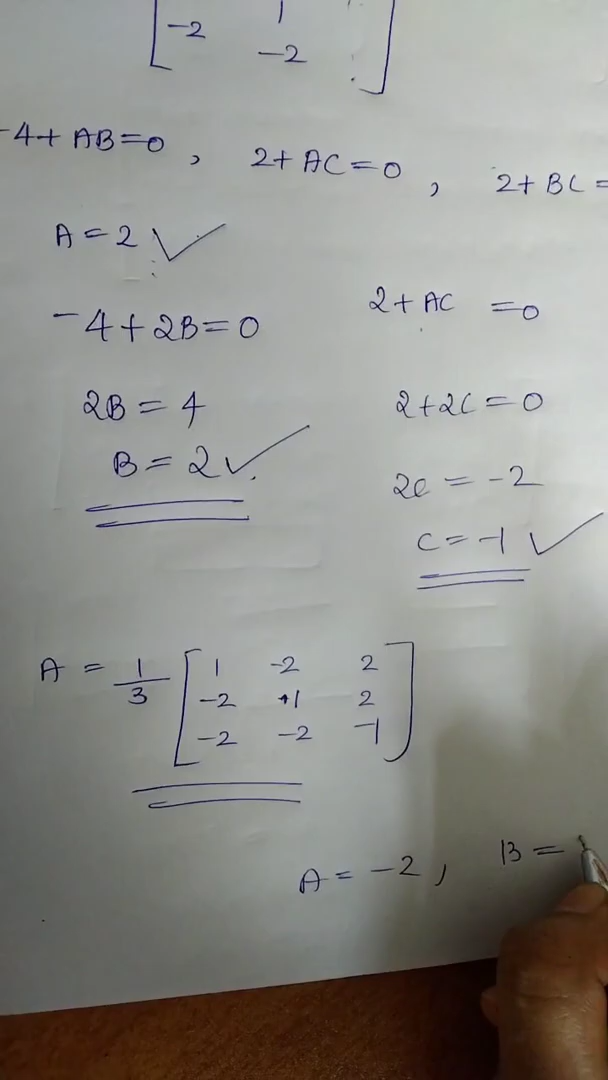 -2 1
-2
-4+AB=0 , 2+AC=0 , 2+BC=
A=2 ✓
-4+2B=0
2B=4
B=2 ✓
2+AC =0
2+2C=0
2C=-2
C=-1 ✓
A = 1/3 [1 -2 2
-2 +1 2
-2 -2 -1]
A=-2, B=